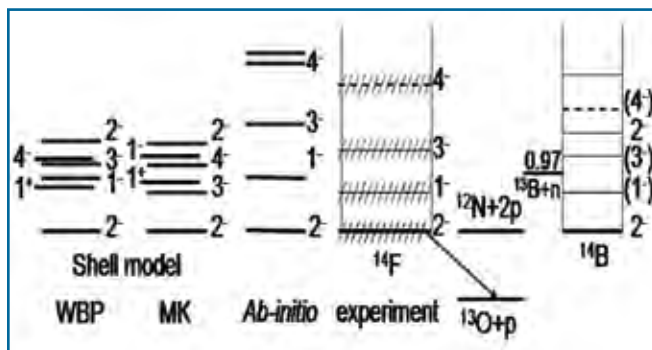 4⁻
4⁻
3⁻
3⁻
(4⁻)
2⁻
2⁻
2⁻
1⁻
4⁻
3⁻
1⁻
4⁻
0.97
¹³B+n
(3⁻)
1⁺
1⁻
1⁺
3⁻
1⁻
(1⁻)
¹²N+2p
2⁻
2⁻
2⁻
2⁻
2⁻
¹⁴F
¹⁴B
Shell model
WBP
MK
Ab-initio
experiment
¹³O+p